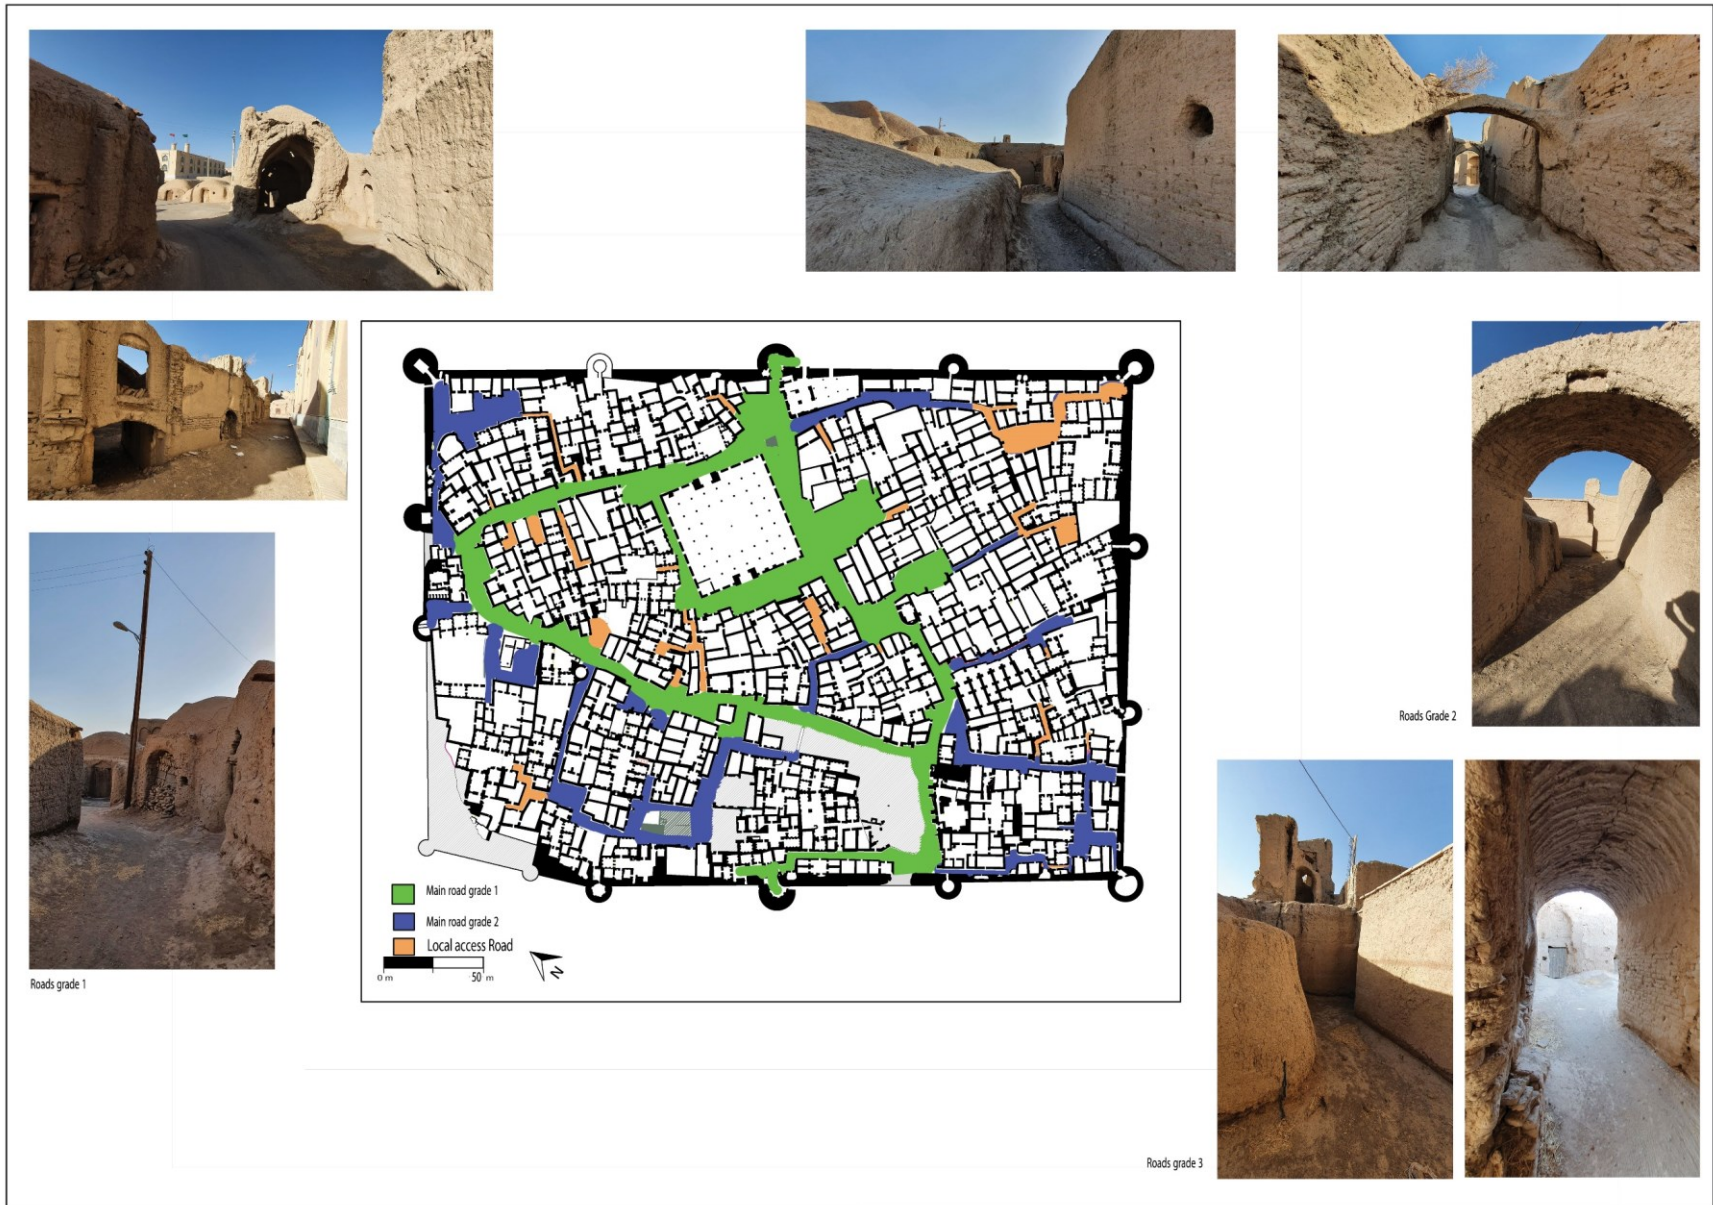 Main road grade 1
Main road grade 2
Local access Road
0 m
50 m
N
Roads grade 1
Roads Grade 2
Roads grade 3